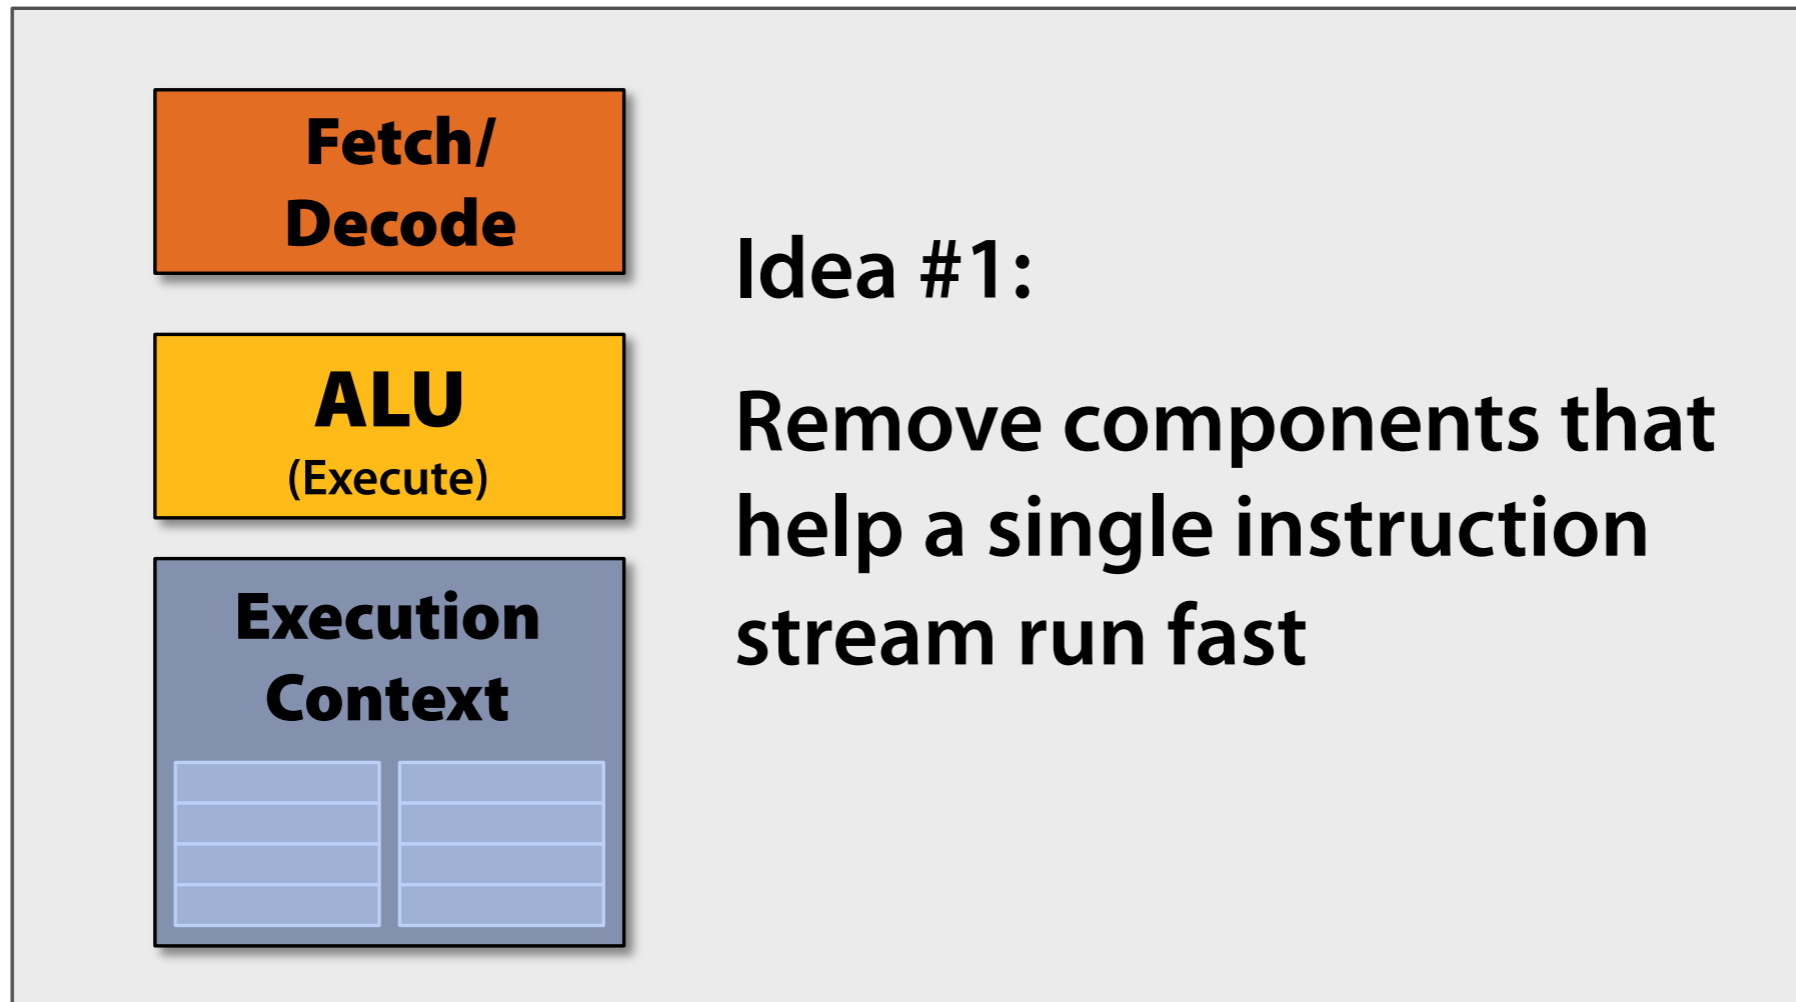 Fetch/
Decode
ALU
(Execute)
Execution
Context
Idea #1:
Remove components that
help a single instruction
stream run fast